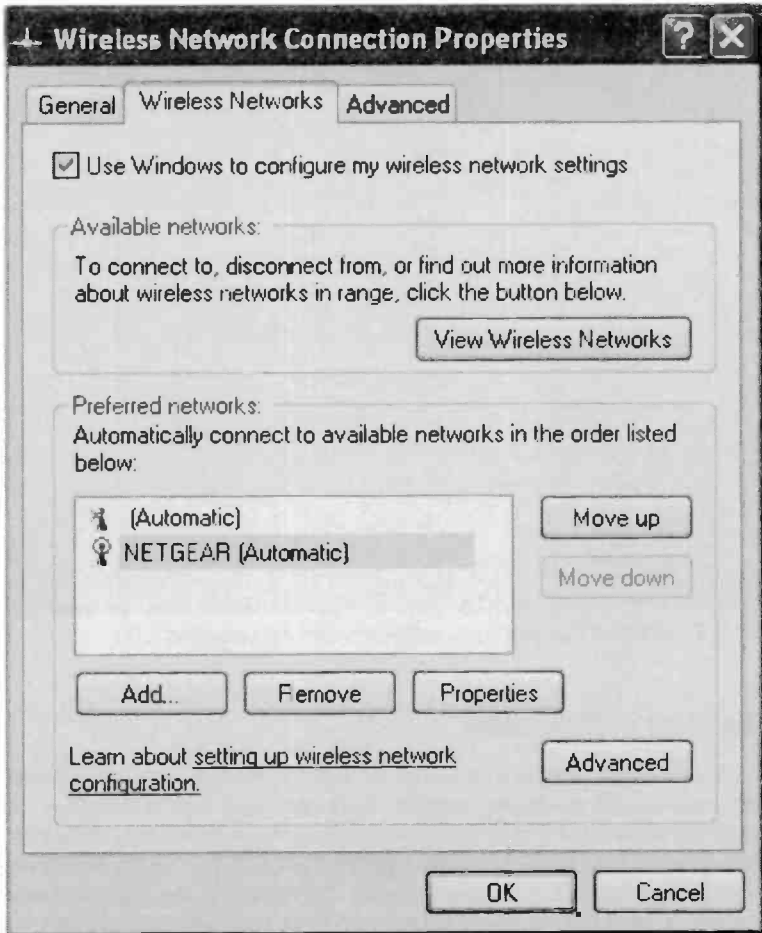 Wireless Network Connection Properties
General Wireless Networks Advanced
Use Windows to configure my wireless network settings
Available networks:
To connect to, disconnect from, or find out more information
about wireless networks in range, click the button below.
View Wireless Networks
Preferred networks:
Automatically connect to available networks in the order listed
below:
(Automatic)
NETGEAR (Automatic)
Move up
Move down
Add... Remove Properties
Learn about setting up wireless network
configuration.
Advanced
OK Cancel